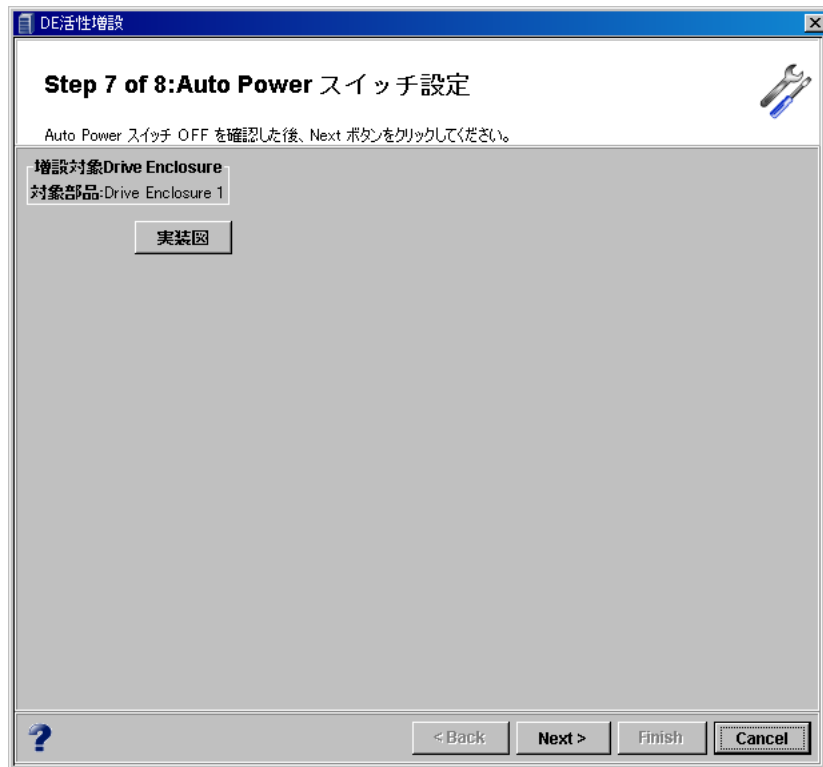 DE活性増設
Step 7 of 8:Auto Power スイッチ設定
Auto Power スイッチ OFF を確認した後、Next ボタンをクリックしてください。
増設対象Drive Enclosure
対象部品:Drive Enclosure 1
実装図
< Back
Next >
Finish
Cancel